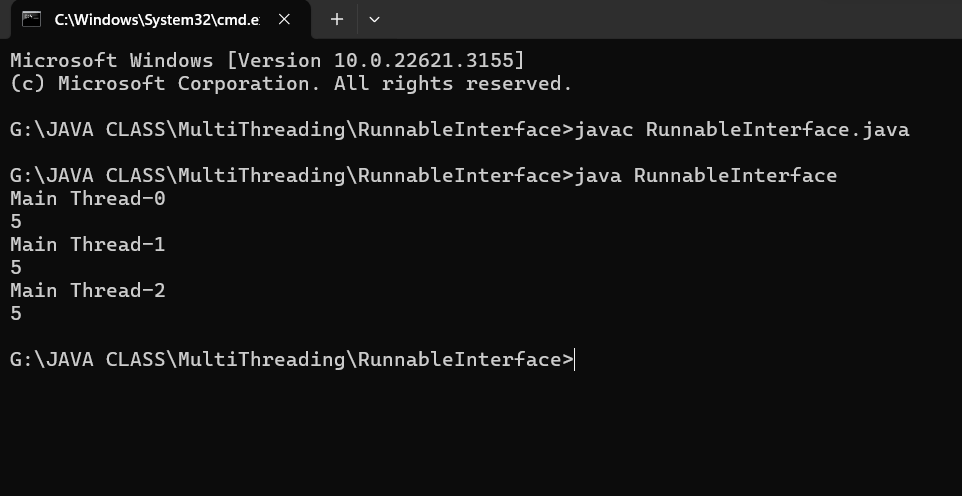 C:\Windows\System32\cmd.e
Microsoft Windows [Version 10.0.22621.3155]
(c) Microsoft Corporation. All rights reserved.
G:\JAVA CLASS\MultiThreading\RunnableInterface>javac RunnableInterface.java
G:\JAVA CLASS\MultiThreading\RunnableInterface>java RunnableInterface
Main Thread-0
5
Main Thread-1
5
Main Thread-2
5
G:\JAVA CLASS\MultiThreading\RunnableInterface>